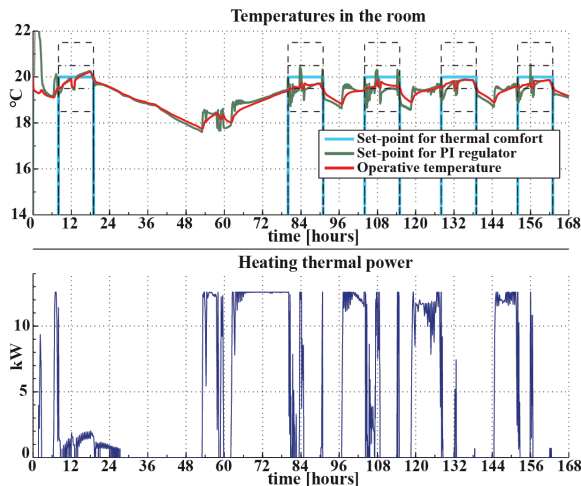 Temperatures in the room
22
20
18
16
14
°C
Set-point for thermal comfort
Set-point for PI regulator
Operative temperature
0 12 24 36 48 60 72 84 96 108 120 132 144 156 168
time [hours]
Heating thermal power
10
5
0
kW
0 12 24 36 48 60 72 84 96 108 120 132 144 156 168
time [hours]